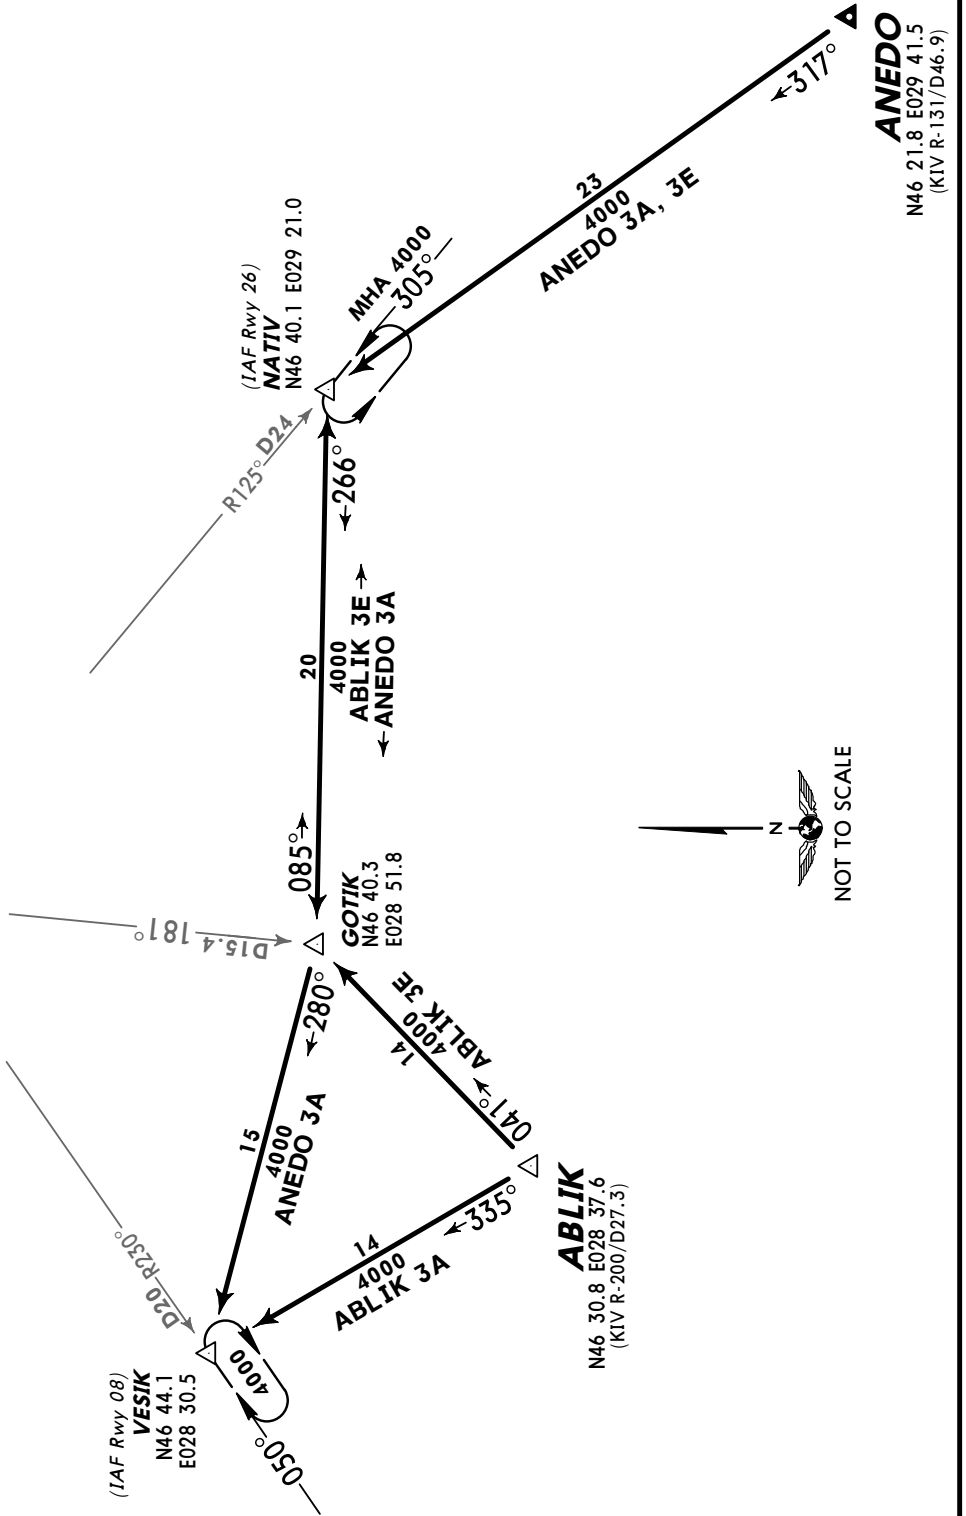 (IAF Rwy 08)
VESIK
N46 44.1
E028 30.5
050°
4000
D20 R230°
15
4000
ANEDO 3A
←280°
14
4000
ABLIK 3A
←335°
ABLIK
N46 30.8 E028 37.6
(KIV R-200/D27.3)
041°→
14
4000
ABLIK 3E
D15.4 181°
GOTIK
N46 40.3
E028 51.8
085°→
20
4000
ABLIK 3E→
←ANEDO 3A
←266°
R125° D24
(IAF Rwy 26)
NATIV
N46 40.1 E029 21.0
MHA 4000
305°
23
4000
ANEDO 3A, 3E
←317°
ANEDO
N46 21.8 E029 41.5
(KIV R-131/D46.9)
N
NOT TO SCALE